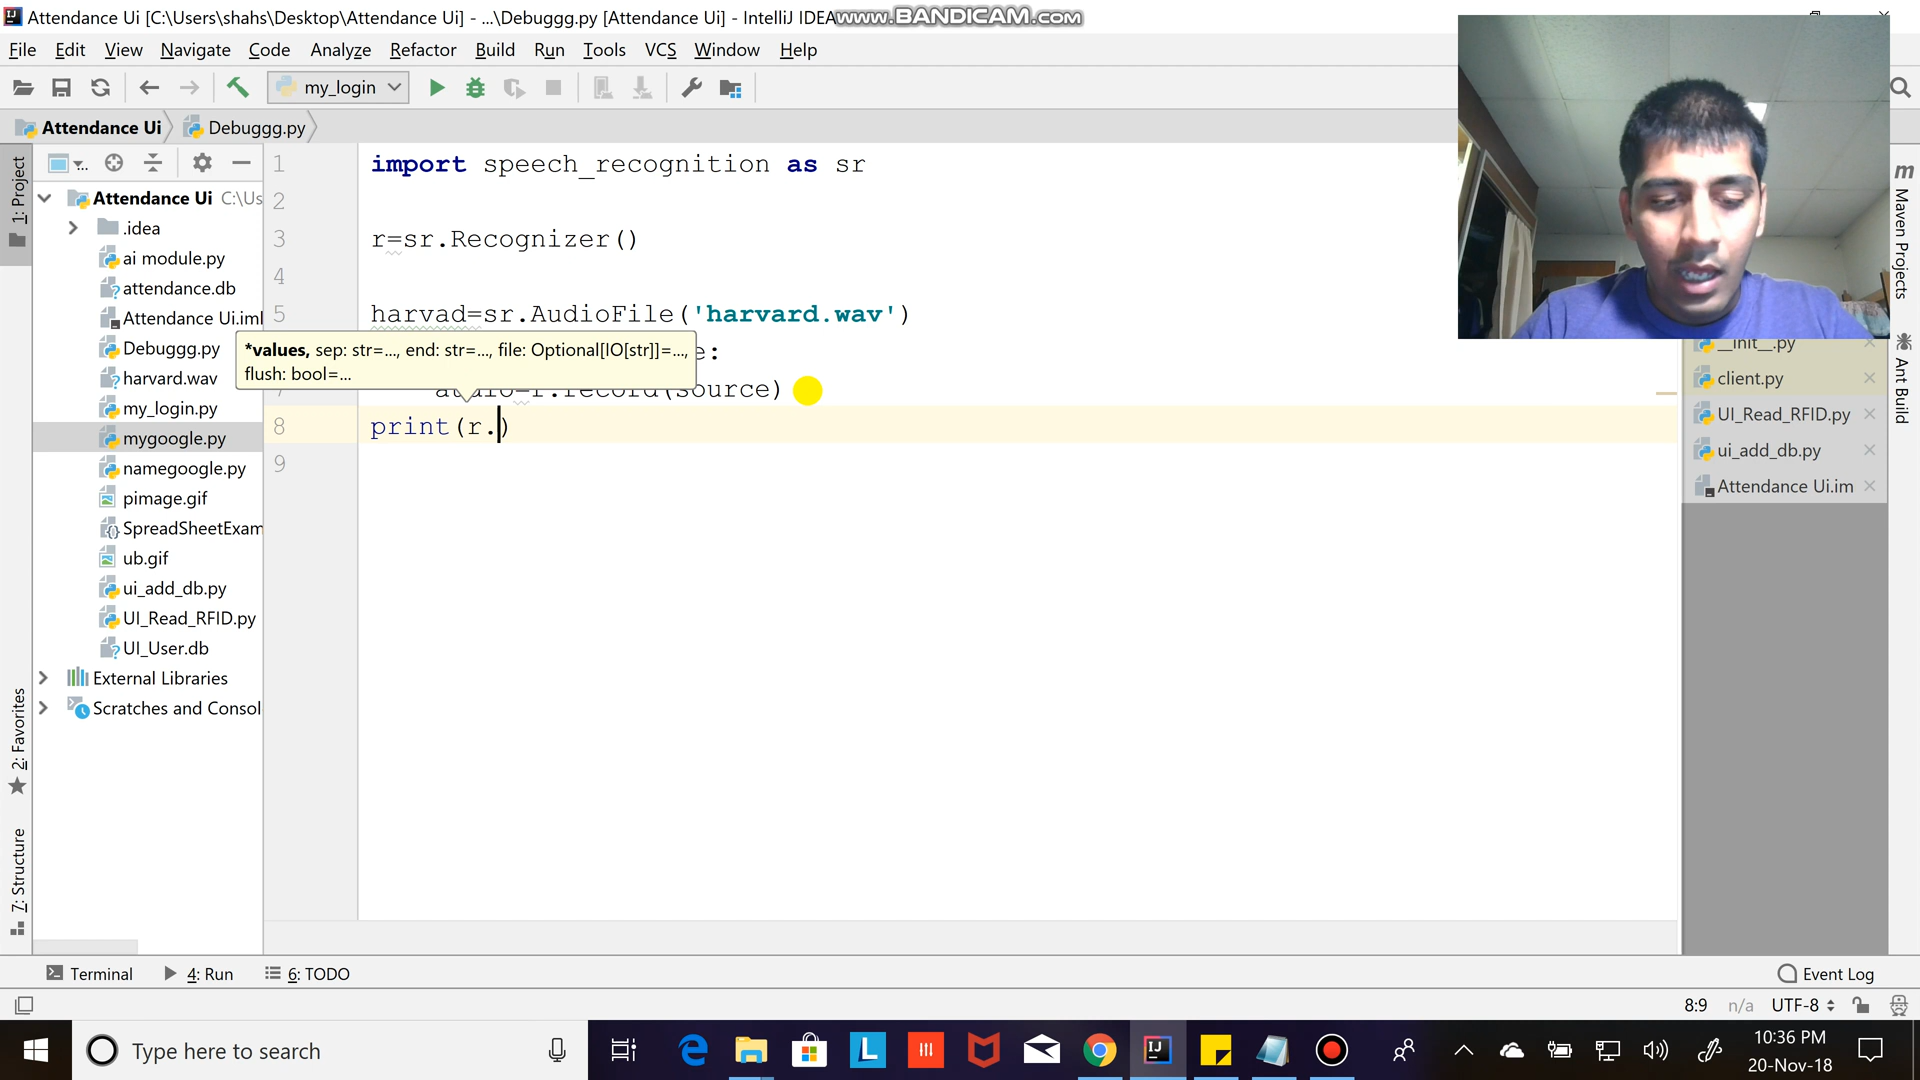 Attendance Ui [C:\Users\shahs\Desktop\Attendance Ui] - ...\Debuggg.py [Attendance Ui] - IntelliJ IDEA
www.BANDICAM.com
File Edit View Navigate Code Analyze Refactor Build Run Tools VCS Window Help
my_login
Attendance Ui Debuggg.py
1: Project
Attendance Ui C:\Us
.idea
ai module.py
attendance.db
Attendance Ui.iml
Debuggg.py
harvard.wav
my_login.py
mygoogle.py
namegoogle.py
pimage.gif
SpreadSheetExam
ub.gif
ui_add_db.py
UI_Read_RFID.py
UI_User.db
External Libraries
Scratches and Consol
2: Favorites
7: Structure
1 import speech_recognition as sr
2
3 r=sr.Recognizer()
4
5 harvad=sr.AudioFile('harvard.wav')
*values, sep: str=..., end: str=..., file: Optional[IO[str]]=...,
flush: bool=...
e:
audio=r.record(source)
8 print(r.)
9
Maven Projects
Ant Build
__init__.py
client.py
UI_Read_RFID.py
ui_add_db.py
Attendance Ui.im
Terminal 4: Run 6: TODO Event Log
8:9 n/a UTF-8
Type here to search
10:36 PM
20-Nov-18